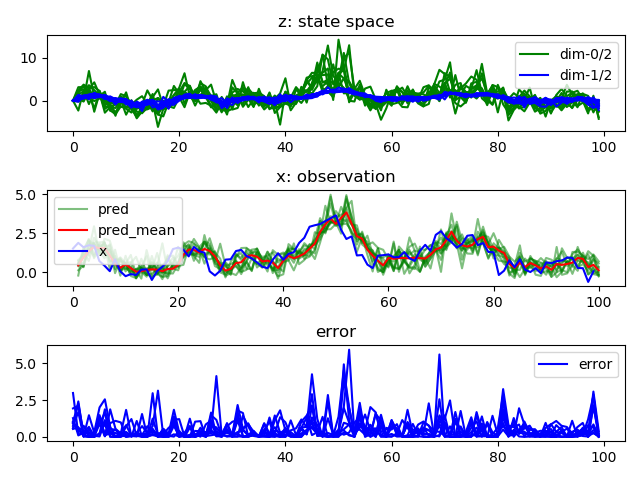 z: state space
10
0
dim-0/2
dim-1/2
0 20 40 60 80 100
x: observation
5.0
2.5
0.0
pred
pred_mean
x
0 20 40 60 80 100
error
5.0
2.5
0.0
error
0 20 40 60 80 100